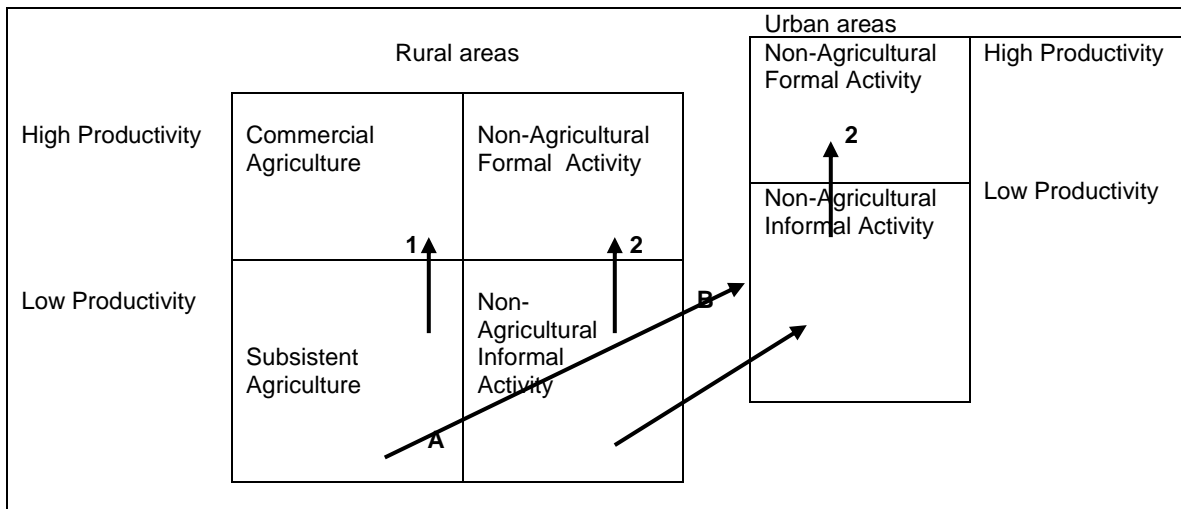 Urban areas
Rural areas
Non-Agricultural
Formal Activity
High Productivity
High Productivity
Commercial
Agriculture
Non-Agricultural
Formal Activity
2
Low Productivity
Non-Agricultural
Informal Activity
1
2
Low Productivity
Non-
Agricultural
Informal
Activity
B
Subsistent
Agriculture
A